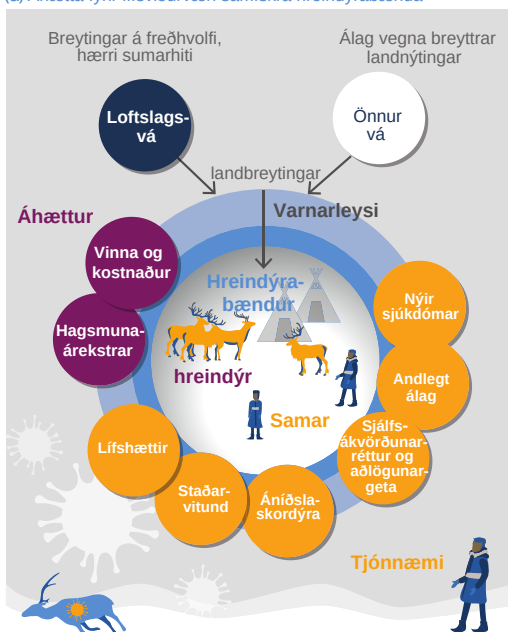 Breytingar á freðhvolfi,
hærri sumarhiti
Álag vegna breyttrar
landnýtingar
Loftslags-
vá
Önnur
vá
landbreytingar
Áhættur
Varnarleysi
Vinna og
kostnaður
Hagsmuna-
árekstrar
Hreindýra-
bændur
hreindýr
Samar
Nýir
sjúkdómar
Andlegt
álag
Sjálfs-
ákvörðunar-
réttur og
aðlögunar-
geta
Lífshættir
Staðar-
vitund
Áníðsla-
skordýra
Tjónnæmi